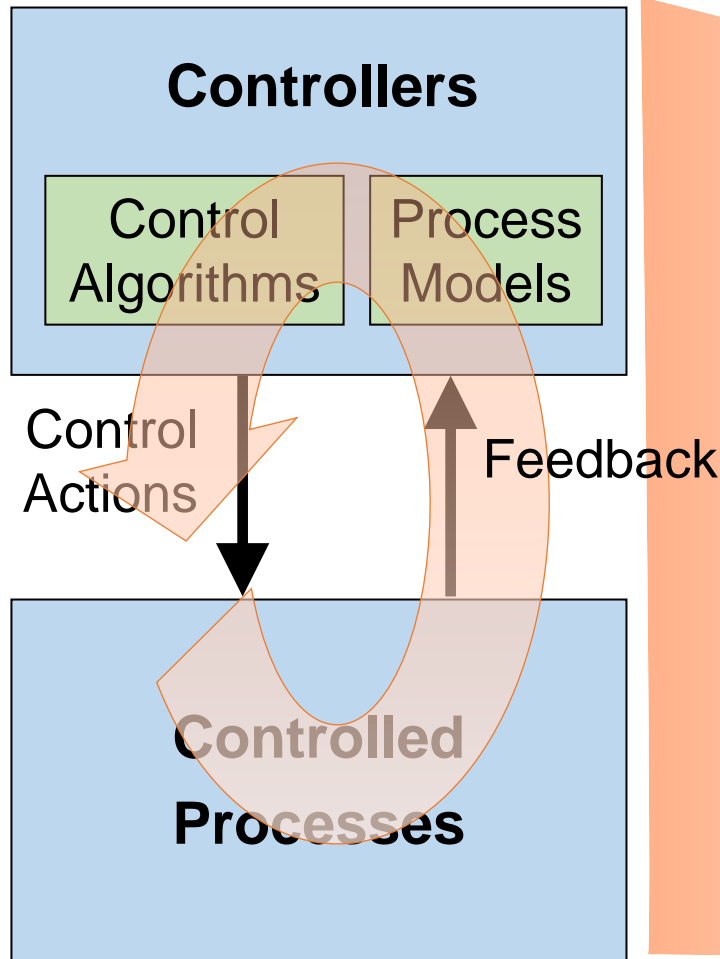 Controllers
Control
Algorithms
Process
Models
Control
Actions
Feedback
Controlled
Processes